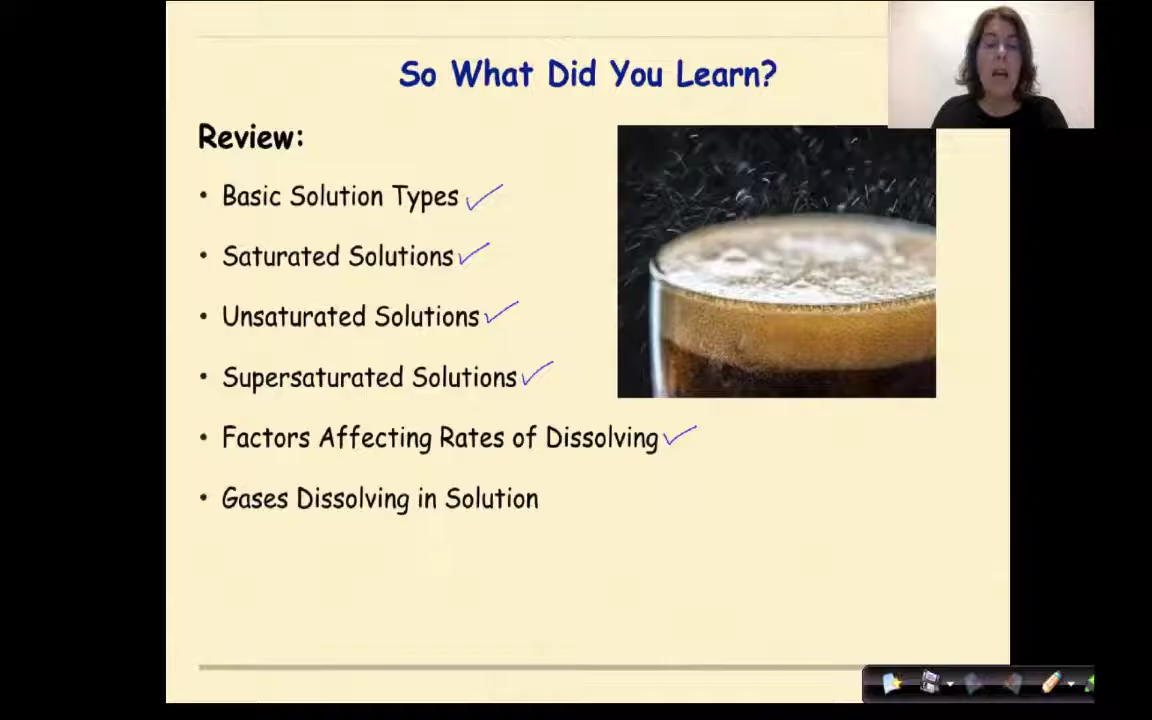 So What Did You Learn?
Review:
• Basic Solution Types
• Saturated Solutions
• Unsaturated Solutions
• Supersaturated Solutions
• Factors Affecting Rates of Dissolving
• Gases Dissolving in Solution